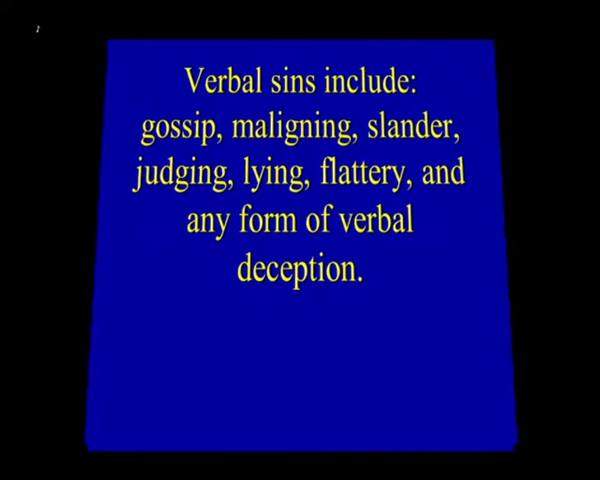 Verbal sins include:
gossip, maligning, slander,
judging, lying, flattery, and
any form of verbal
deception.